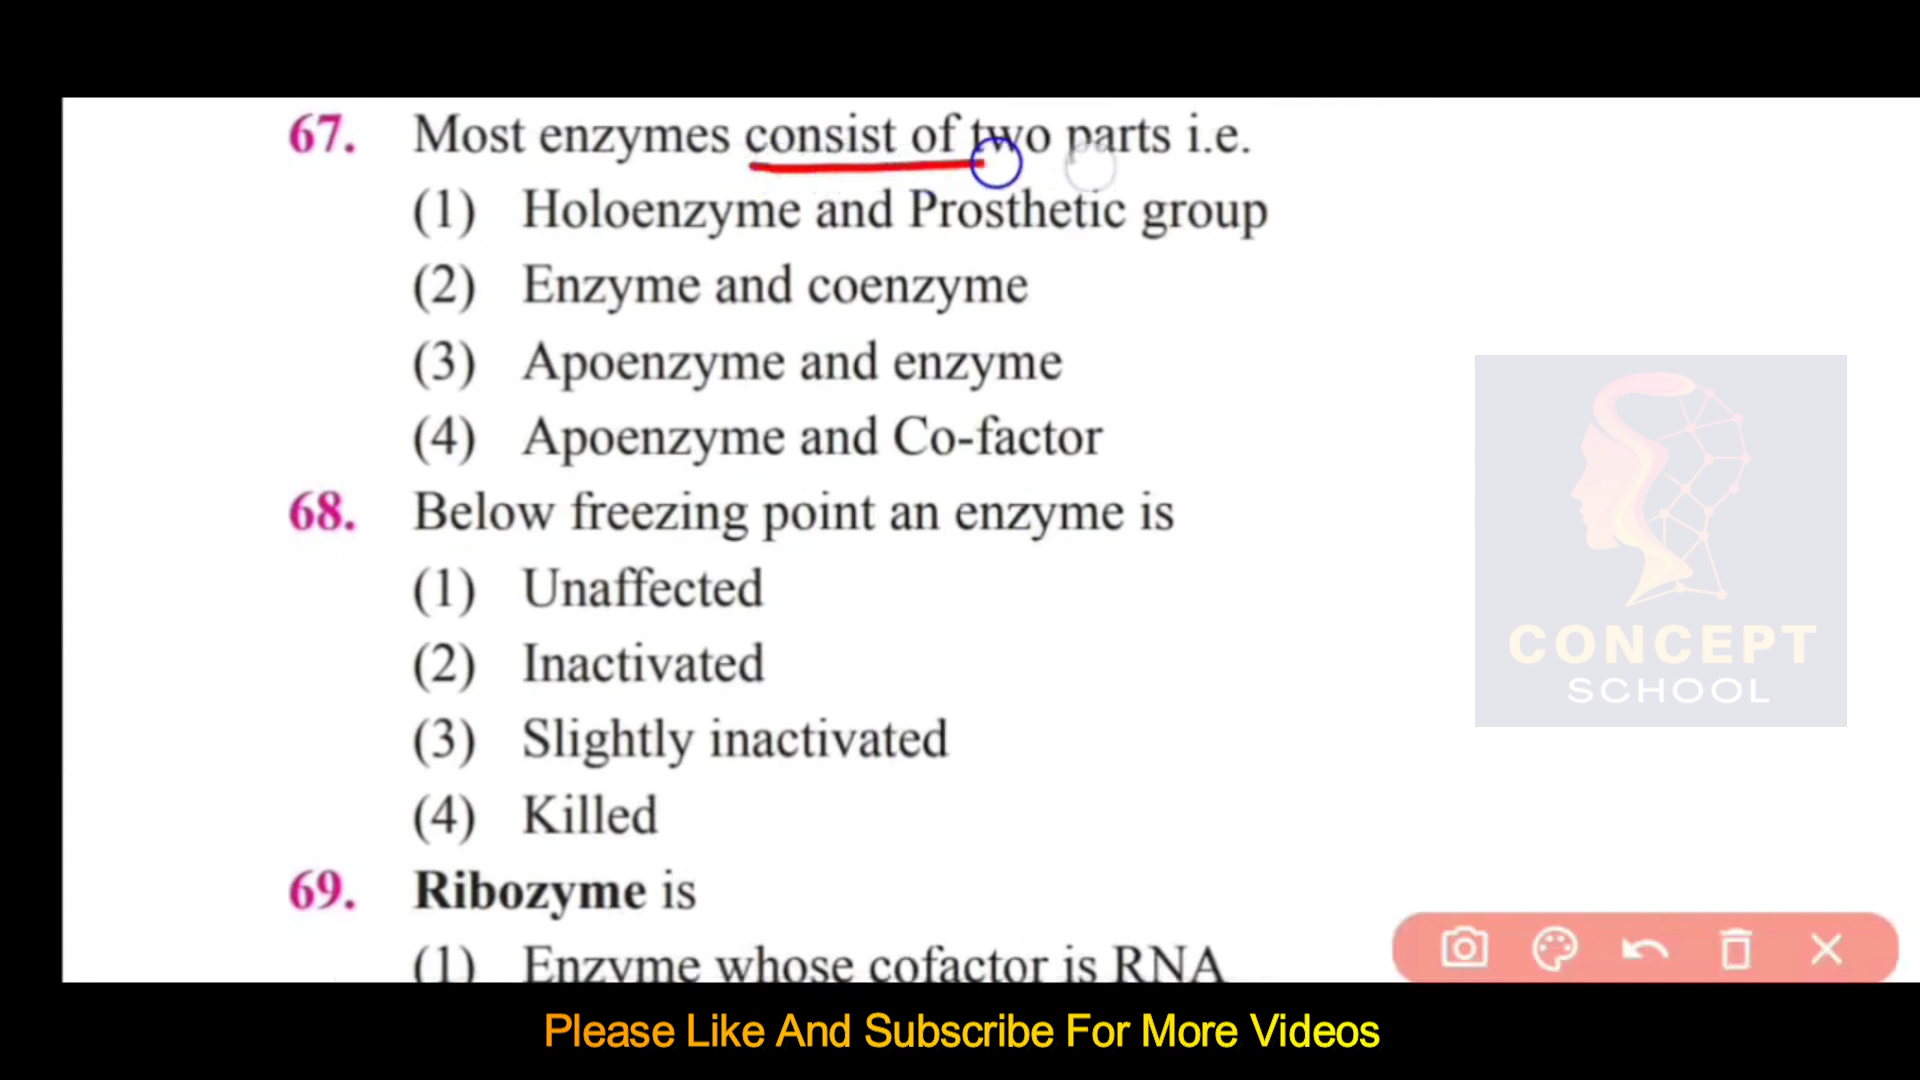 67. Most enzymes consist of two parts i.e.
(1) Holoenzyme and Prosthetic group
(2) Enzyme and coenzyme
(3) Apoenzyme and enzyme
(4) Apoenzyme and Co-factor
68. Below freezing point an enzyme is
(1) Unaffected
(2) Inactivated
(3) Slightly inactivated
(4) Killed
69. Ribozyme is
(1) Enzyme whose cofactor is RNA
CONCEPT
SCHOOL
Please Like And Subscribe For More Videos